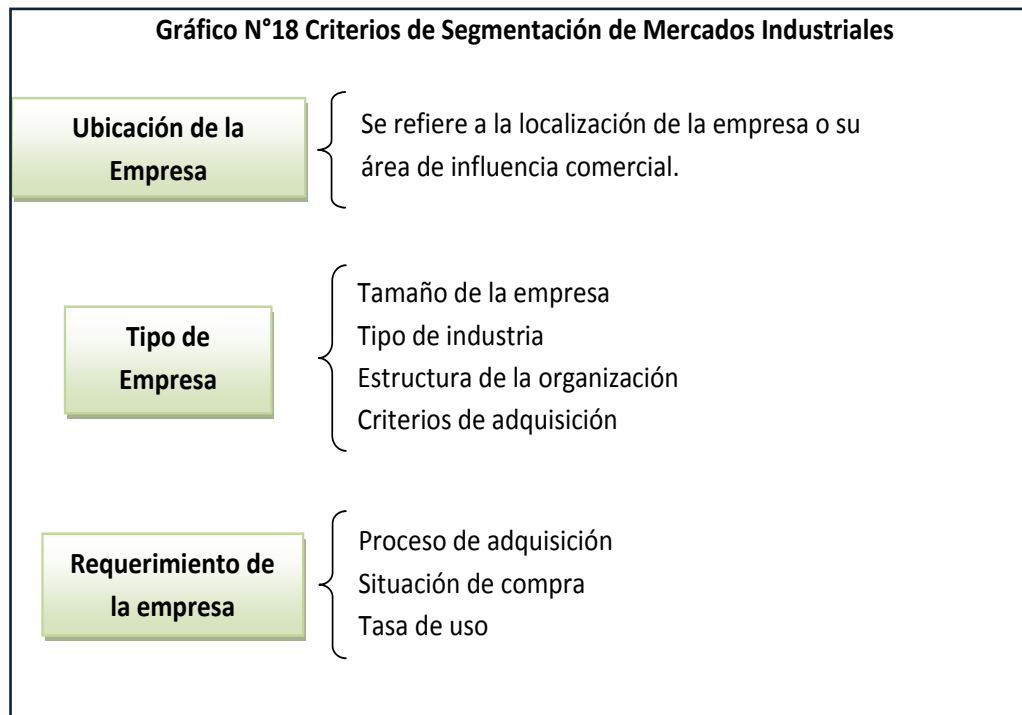 Gráfico N°18 Criterios de Segmentación de Mercados Industriales
Ubicación de la
Empresa
Se refiere a la localización de la empresa o su
área de influencia comercial.
Tipo de
Empresa
Tamaño de la empresa
Tipo de industria
Estructura de la organización
Criterios de adquisición
Requerimiento de
la empresa
Proceso de adquisición
Situación de compra
Tasa de uso